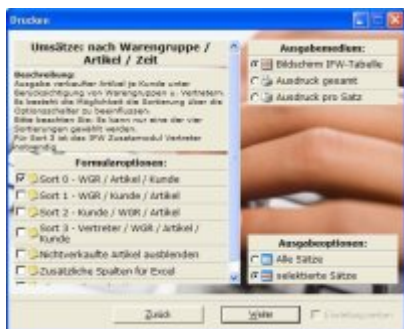 Drucken
Umsätze: nach Warengruppe /
Artikel / Zeit
Beschreibung:
Ausgabe verkaufter Artikel je Kunde unter
Berücksichtigung von Warengruppen u. Vertretern.
Es besteht die Möglichkeit die Sortierung über die
Optionsschalter zu beeinflussen.
Bitte beachten Sie: Es kann nur eine der vier
Sortierungen gewählt werden.
Für Sort 3 ist das IFW Zusatzmodul Vertreter
notwendig.
Formularoptionen:
Sort 0 - WGR / Artikel / Kunde
Sort 1 - WGR / Kunde / Artikel
Sort 2 - Kunde / WGR / Artikel
Sort 3 - Vertreter / WGR / Artikel /
Kunde
Nichtverkaufte Artikel ausblenden
Zusätzliche Spalten für Excel
Ausgabemedium:
Bildschirm IFW-Tabelle
Ausdruck gesamt
Ausdruck pro Satz
Ausgabeoptionen:
Alle Sätze
selektierte Sätze
Zurück
Weiter